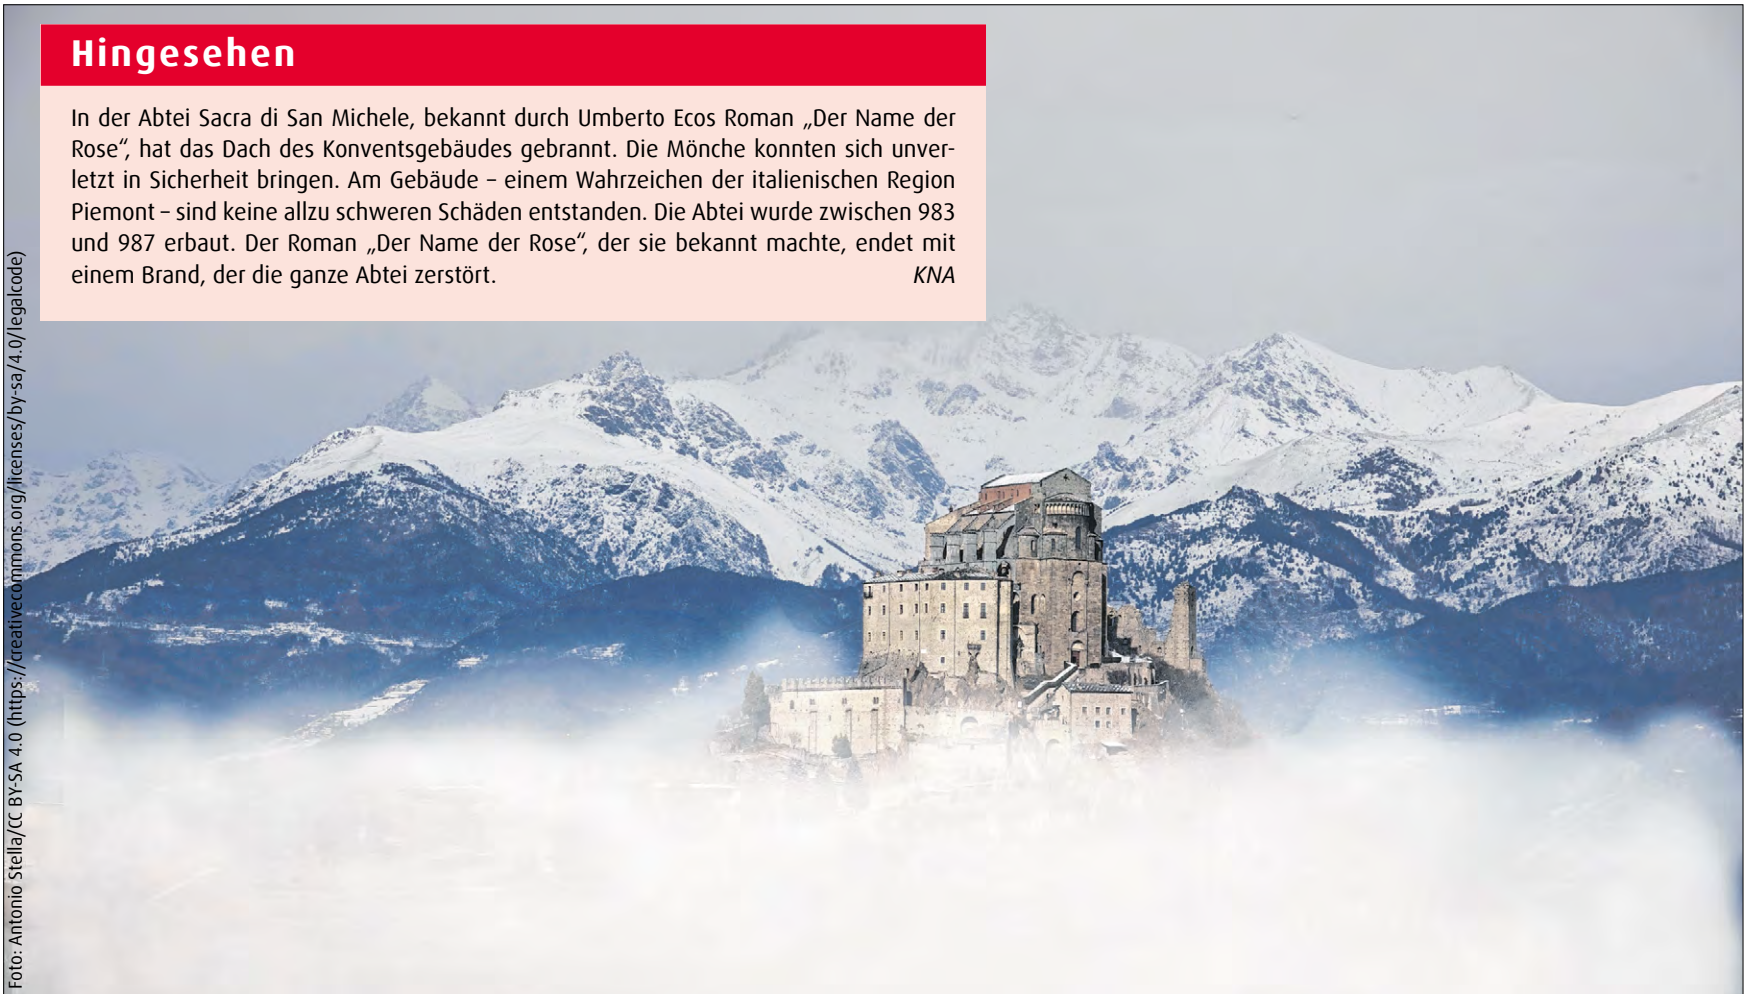 Hingesehen
In der Abtei Sacra di San Michele, bekannt durch Umberto Ecos Roman „Der Name der
Rose“, hat das Dach des Konventsgebäudes gebrannt. Die Mönche konnten sich unver-
letzt in Sicherheit bringen. Am Gebäude – einem Wahrzeichen der italienischen Region
Piemont – sind keine allzu schweren Schäden entstanden. Die Abtei wurde zwischen 983
und 987 erbaut. Der Roman „Der Name der Rose“, der sie bekannt machte, endet mit
einem Brand, der die ganze Abtei zerstört. KNA
Foto: Antonio Stella/CC BY-SA 4.0 (https://creativecommons.org/licenses/by-sa/4.0/legalcode)